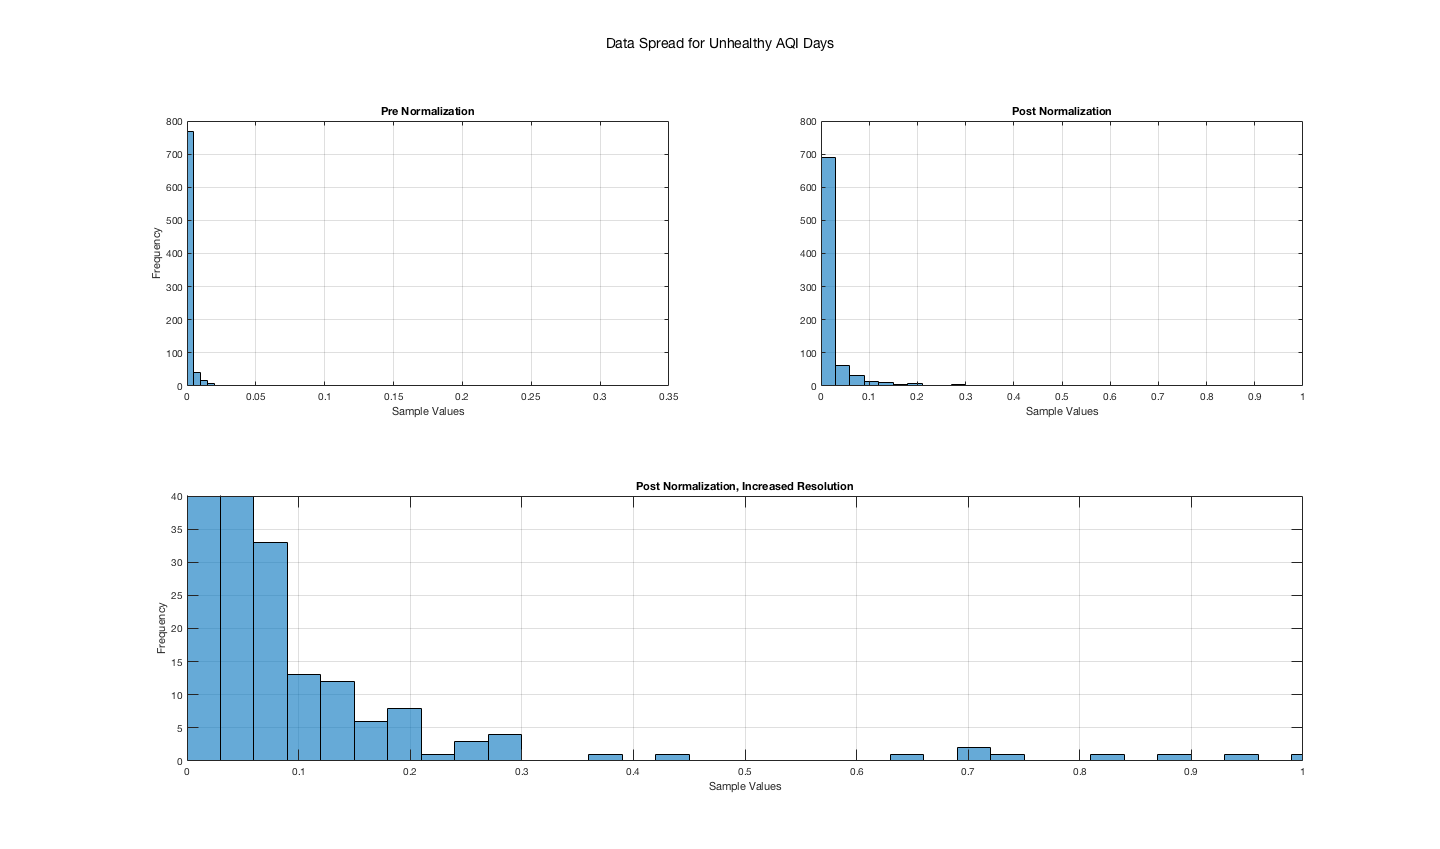 Data Spread for Unhealthy AQI Days
Pre Normalization
800
700
600
500
400
300
200
100
0
Frequency
0 0.05 0.1 0.15 0.2 0.25 0.3 0.35
Sample Values
Post Normalization
800
700
600
500
400
300
200
100
0
0 0.1 0.2 0.3 0.4 0.5 0.6 0.7 0.8 0.9 1
Sample Values
Post Normalization, Increased Resolution
40
35
30
25
20
15
10
5
0
Frequency
0 0.1 0.2 0.3 0.4 0.5 0.6 0.7 0.8 0.9 1
Sample Values